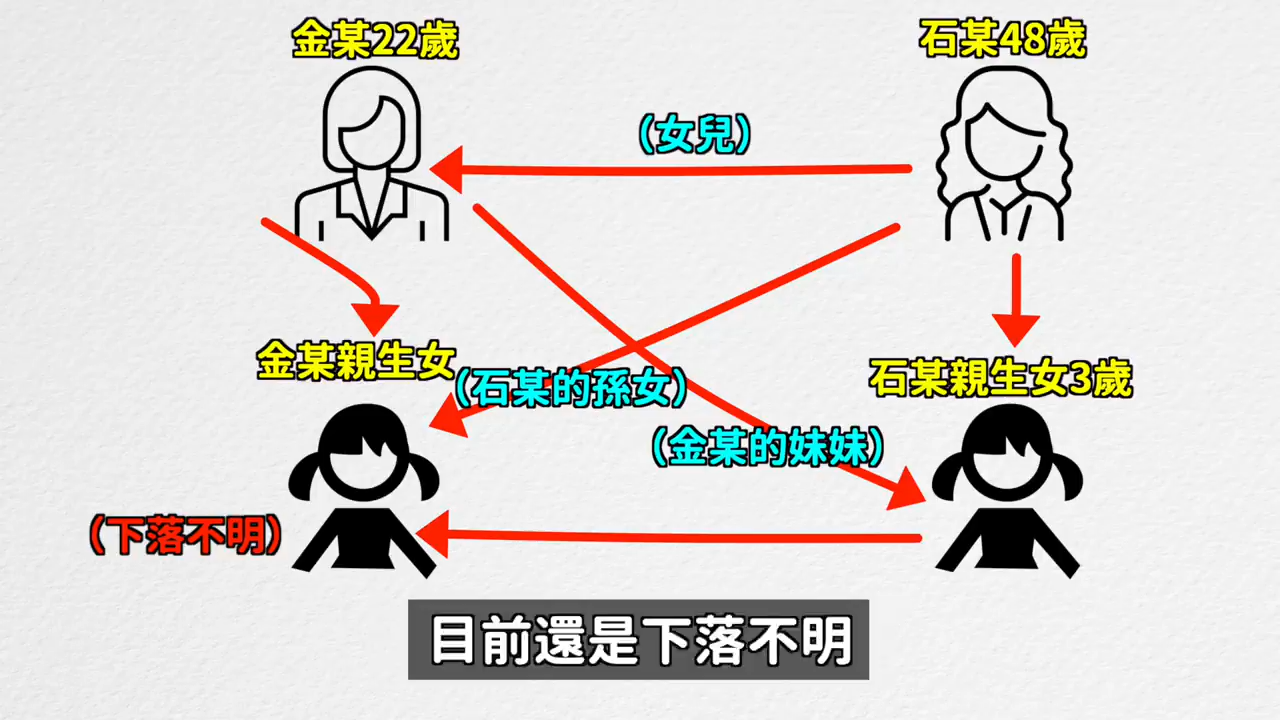 金某22歲
石某48歲
（女兒）
金某親生女
石某親生女3歲
（石某的孫女）
（金某的妹妹）
（下落不明）
目前還是下落不明